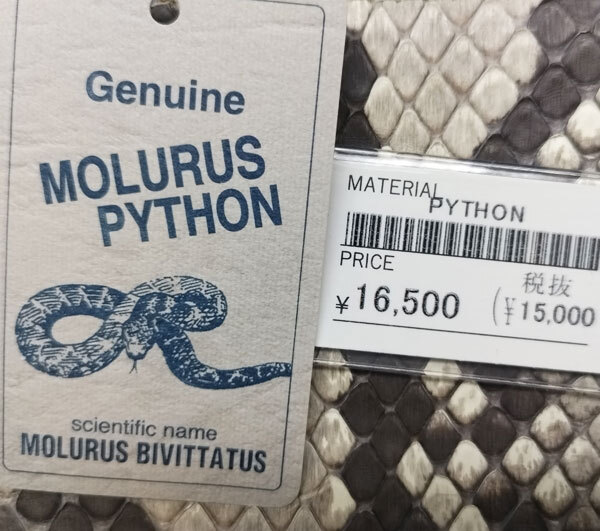 Genuine
MOLURUS
PYTHON
scientific name
MOLURUS BIVITTATUS
MATERIAL
PYTHON
PRICE
¥16,500
税抜
(¥15,000